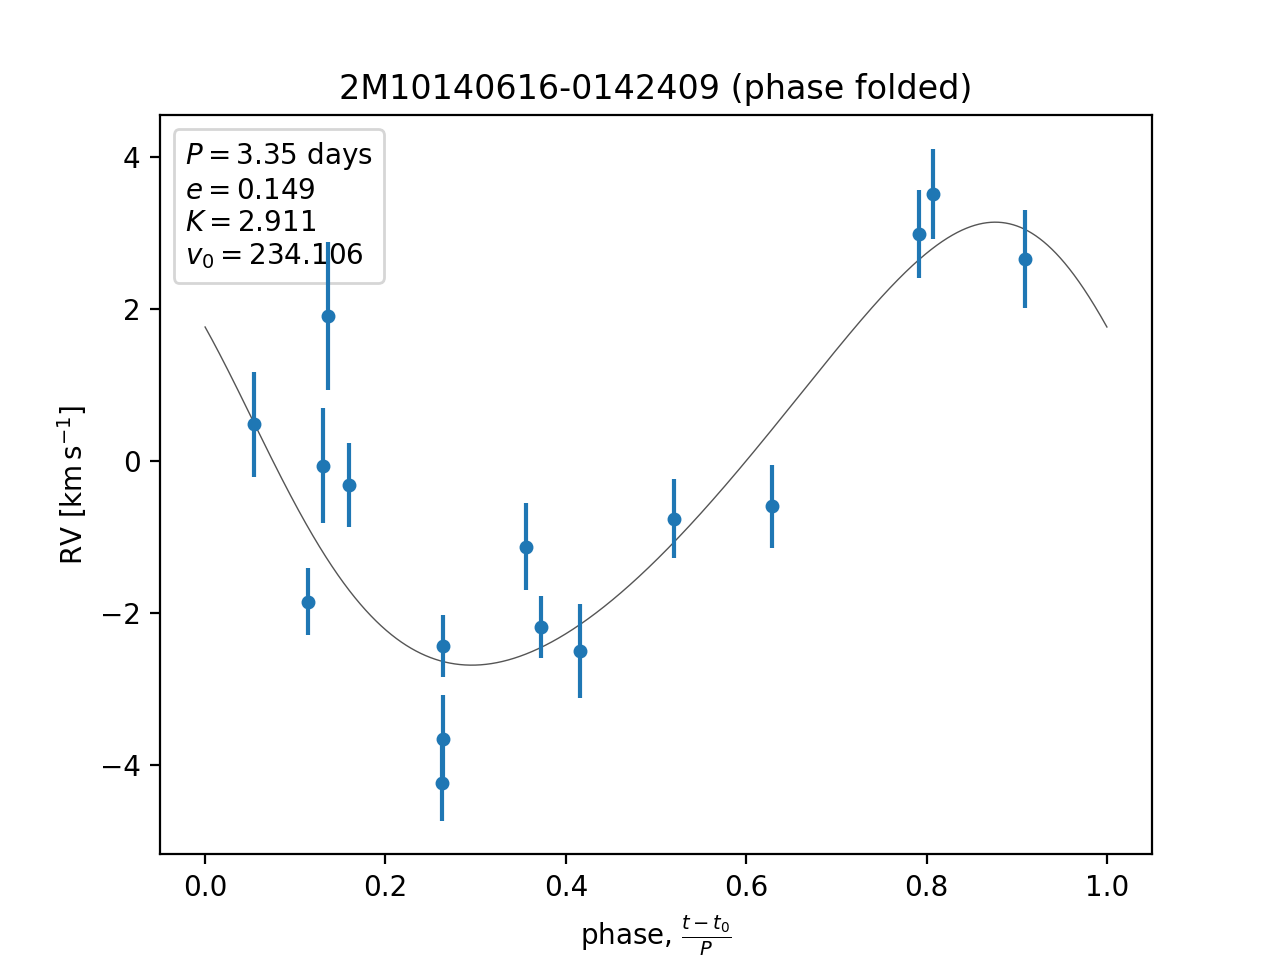 2M10140616-0142409 (phase folded)
P = 3.35 days
e = 0.149
K = 2.911
v₀ = 234.106
4
2
0
−2
−4
RV [km s⁻¹]
0.0 0.2 0.4 0.6 0.8 1.0
phase, (t − t₀)/P